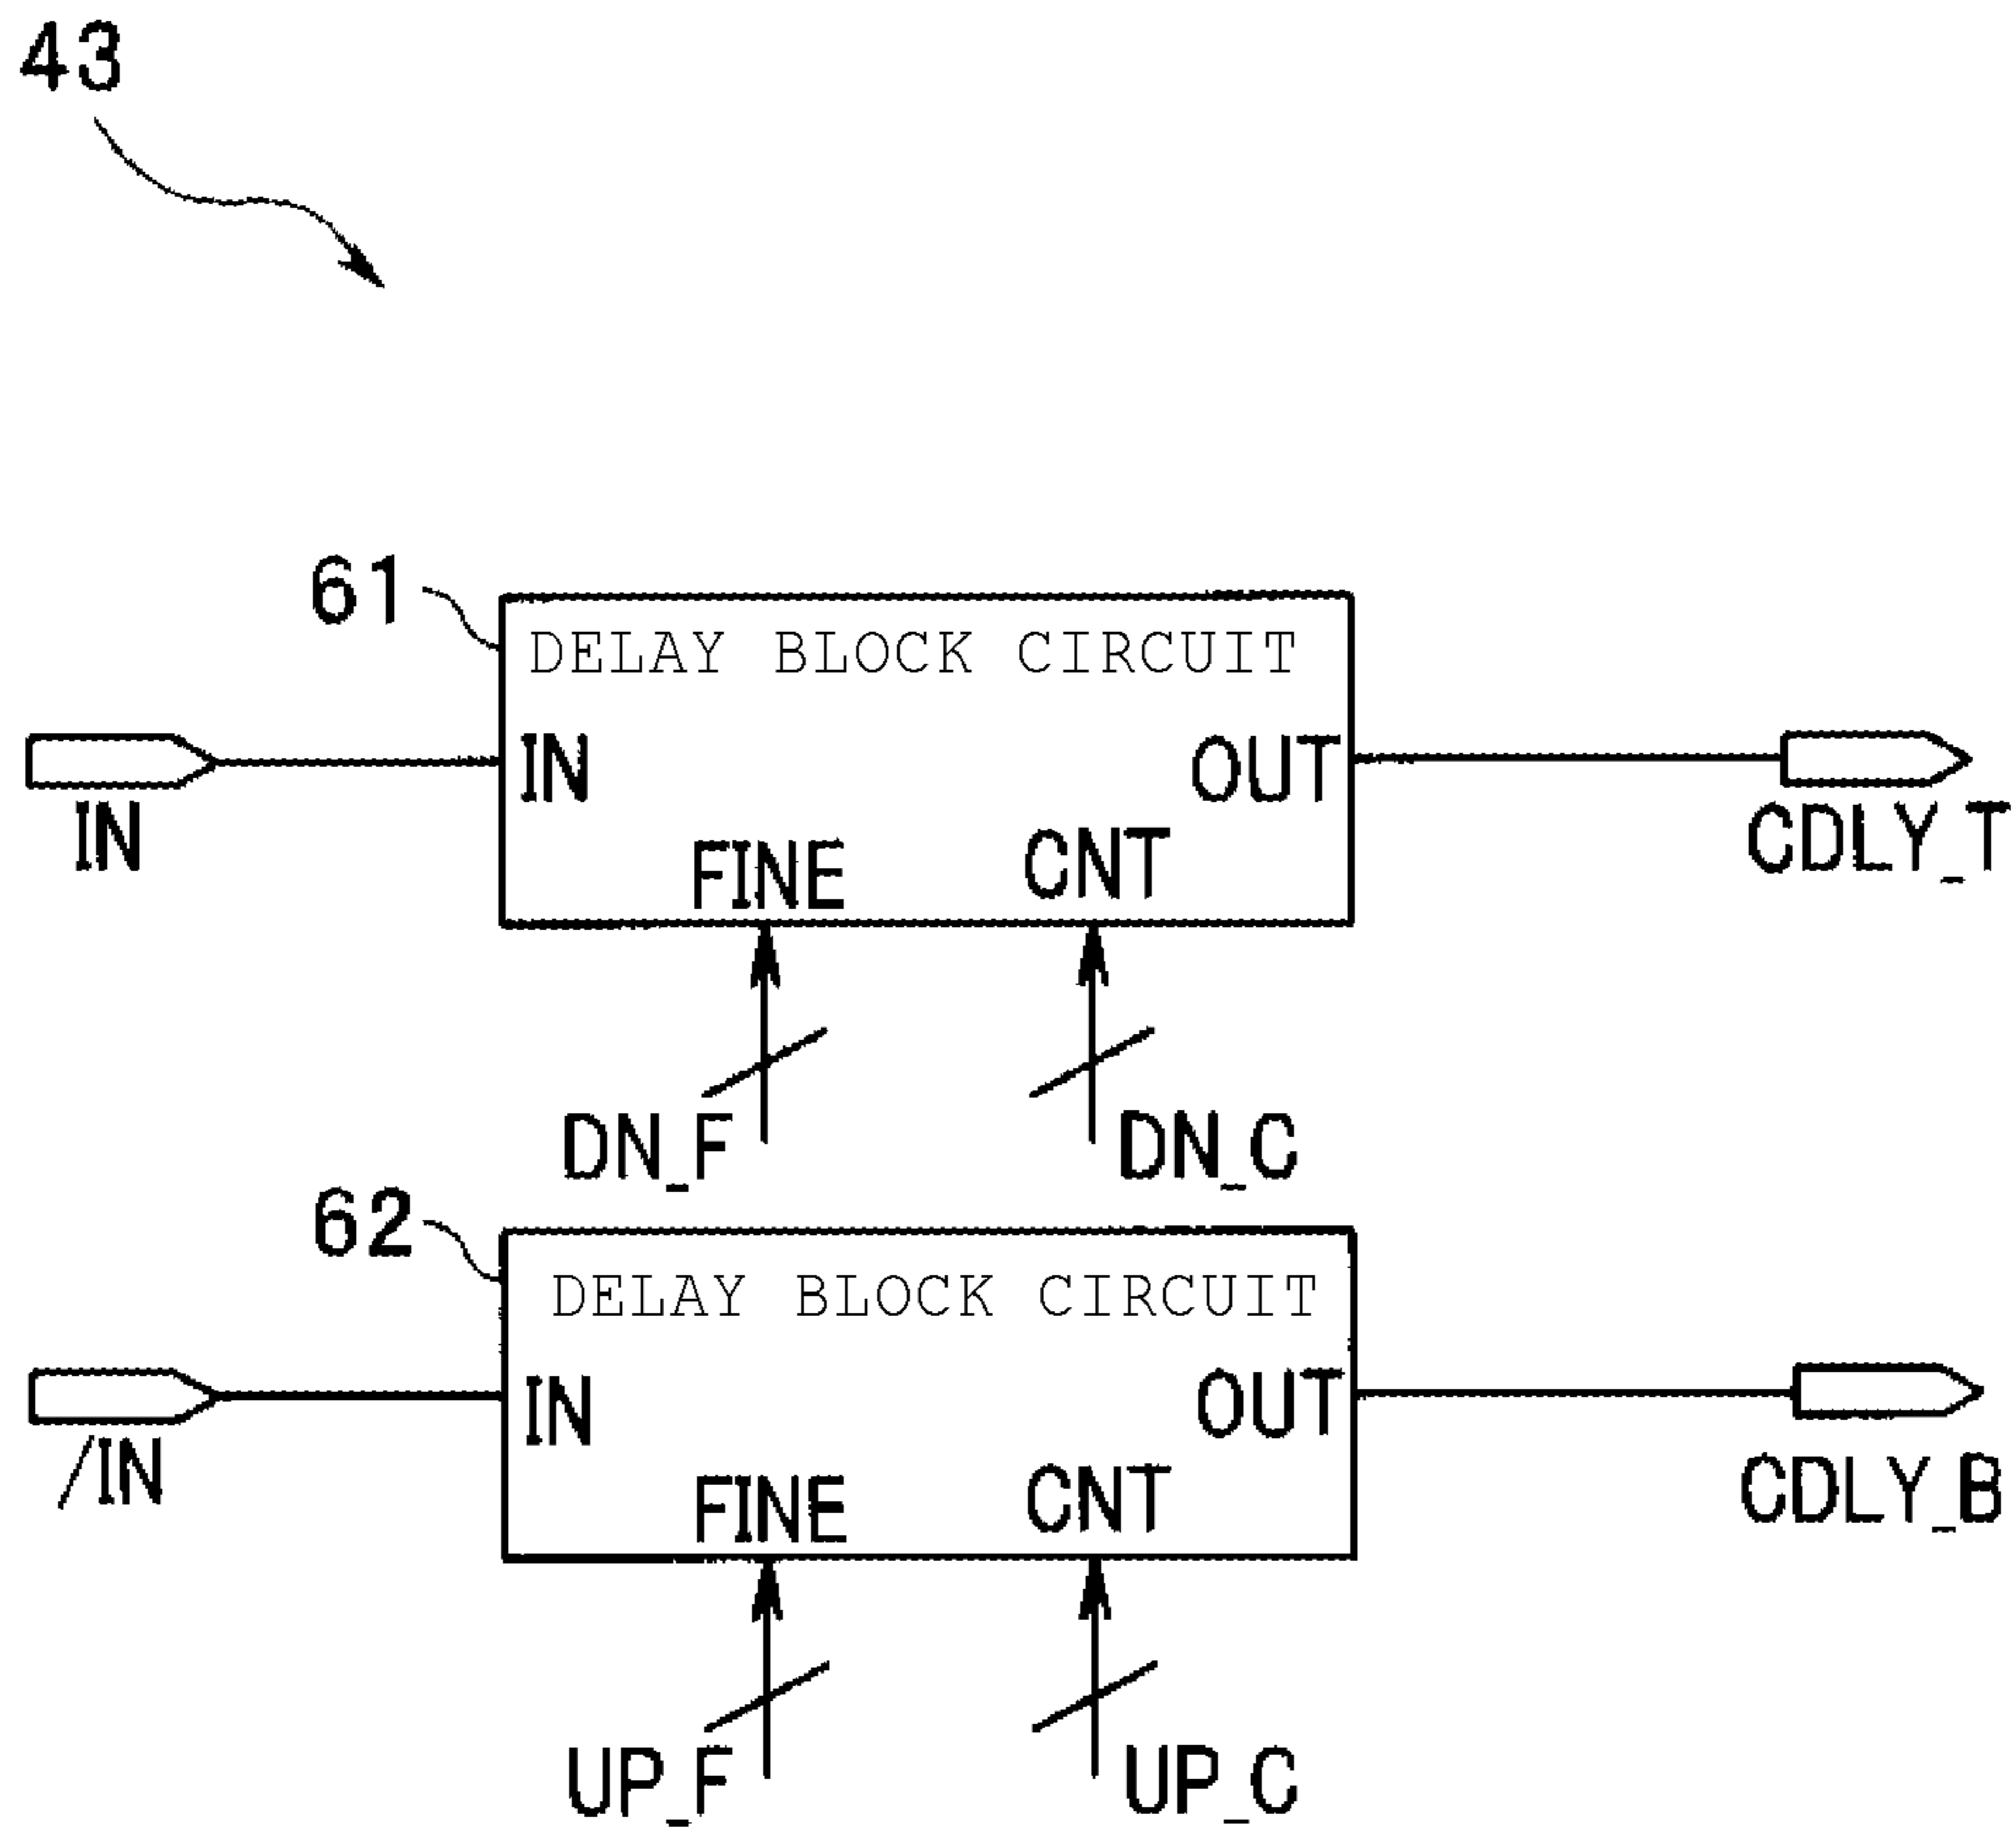 43
61
DELAY BLOCK CIRCUIT
IN
OUT
IN
CDLY_T
FINE
CNT
DN_F
DN_C
62
DELAY BLOCK CIRCUIT
IN
OUT
/IN
CDLY_B
FINE
CNT
UP_F
UP_C